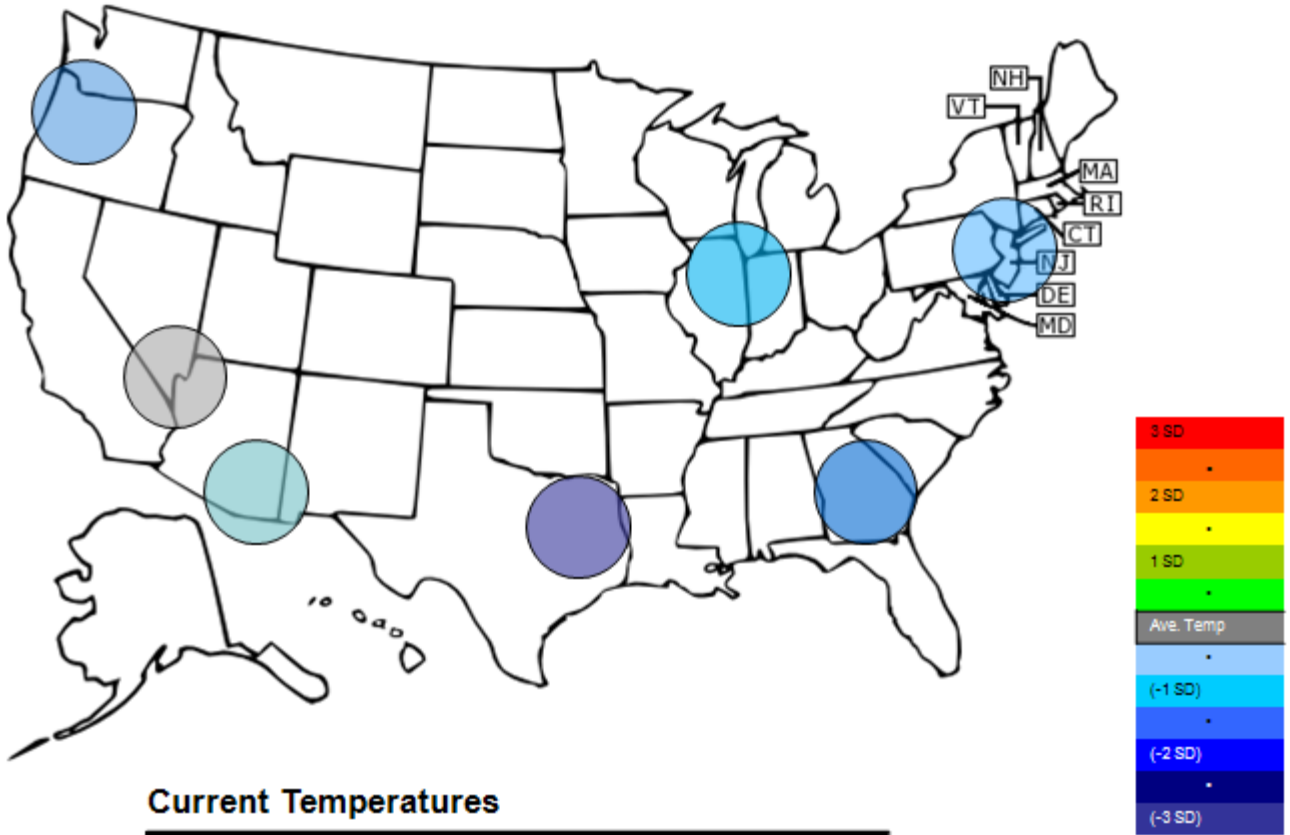 NH
VT
MA
RI
CT
NJ
DE
MD
3 SD
2 SD
1 SD
Ave. Temp
(-1 SD)
(-2 SD)
(-3 SD)
Current Temperatures